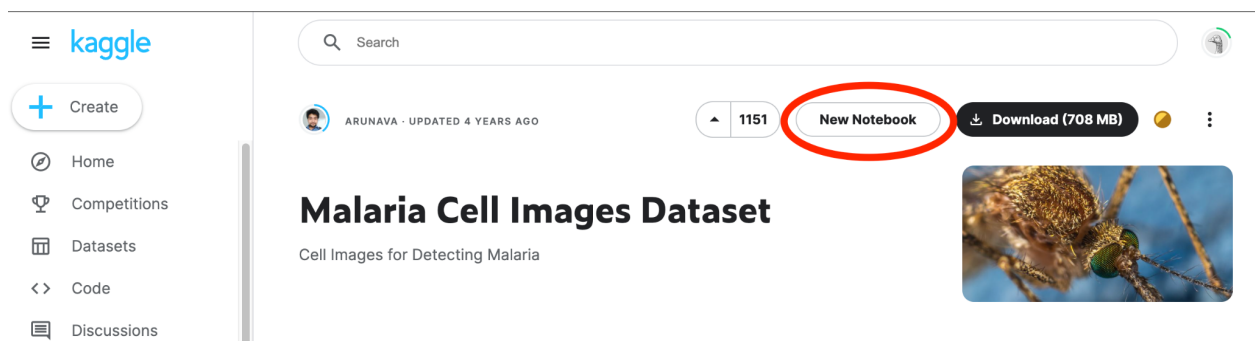 kaggle
Search
Create
ARUNAVA · UPDATED 4 YEARS AGO
1151
New Notebook
Download (708 MB)
Home
Competitions
Datasets
Code
Discussions
Malaria Cell Images Dataset
Cell Images for Detecting Malaria